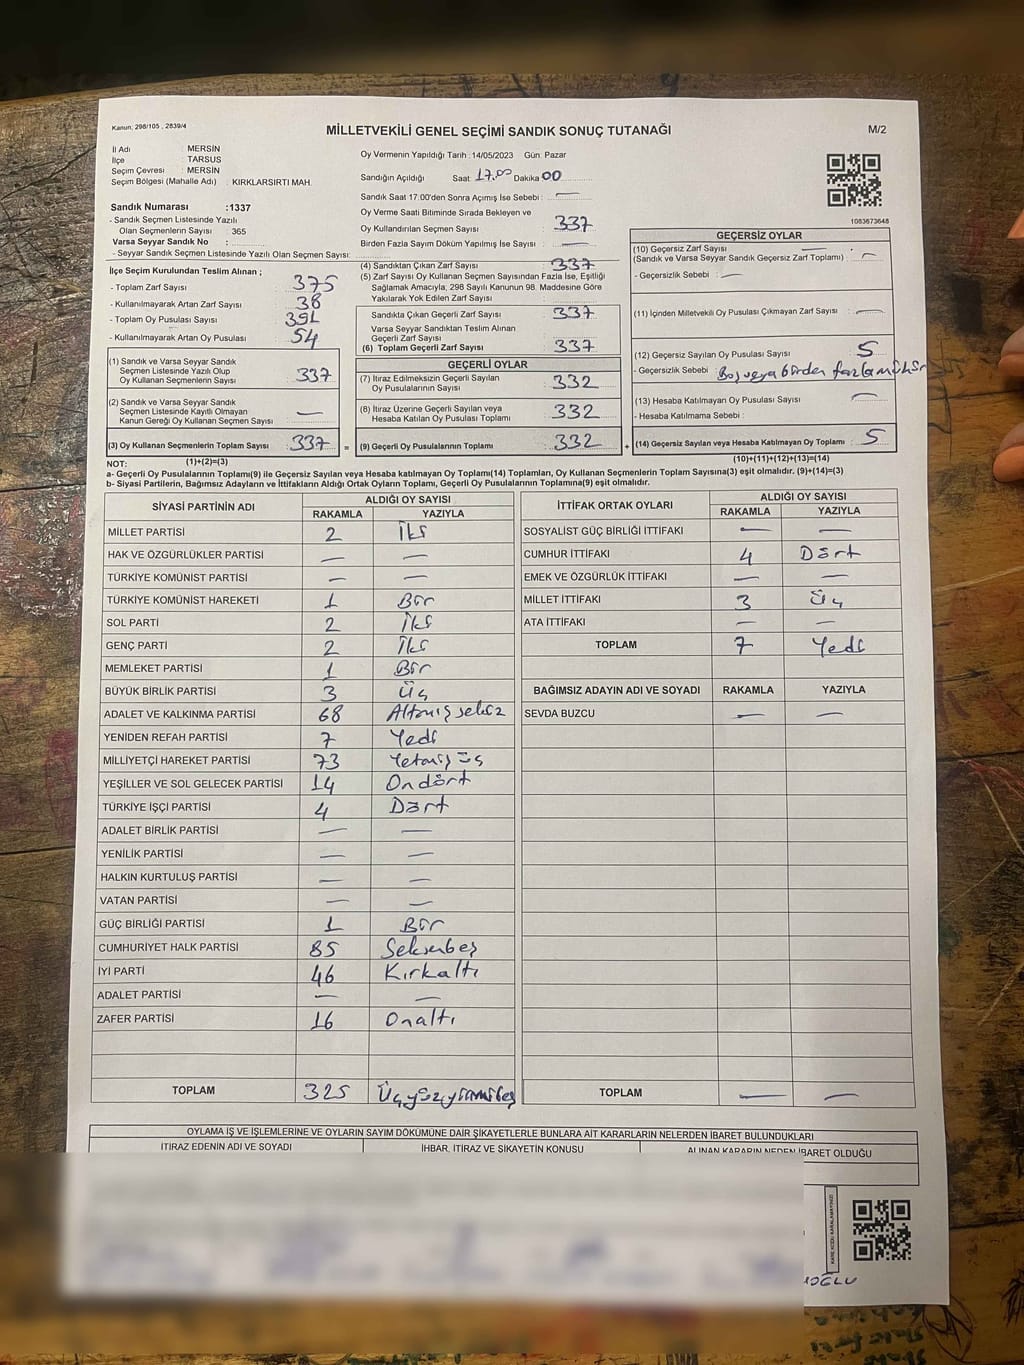 Kanun; 298/105 , 2839/4
MİLLETVEKİLİ GENEL SEÇİMİ SANDIK SONUÇ TUTANAĞI
M/2
İl Adı MERSİN
İlçe TARSUS
Seçim Çevresi MERSİN
Seçim Bölgesi (Mahalle Adı) : KIRKLARSIRTI MAH.
Sandık Numarası :1337
- Sandık Seçmen Listesinde Yazılı
Olan Seçmenlerin Sayısı : 365
Varsa Seyyar Sandık No :
- Seyyar Sandık Seçmen Listesinde Yazılı Olan Seçmen Sayısı:
Oy Vermenin Yapıldığı Tarih :14/05/2023 Gün: Pazar
Sandığın Açıldığı Saat: 17.00 Dakika 00
Sandık Saat 17:00'den Sonra Açımış İse Sebebi : —
Oy Verme Saati Bitiminde Sırada Bekleyen ve
Oy Kullandırılan Seçmen Sayısı 337
Birden Fazla Sayım Döküm Yapılmış İse Sayısı —
1083673648
İlçe Seçim Kurulundan Teslim Alınan ;
- Toplam Zarf Sayısı 375
- Kullanılmayarak Artan Zarf Sayısı 38
- Toplam Oy Pusulası Sayısı 391
- Kullanılmayarak Artan Oy Pusulası 54
(1) Sandık ve Varsa Seyyar Sandık
Seçmen Listesinde Yazılı Olup
Oy Kullanan Seçmenlerin Sayısı 337
(2) Sandık ve Varsa Seyyar Sandık
Seçmen Listesinde Kayıtlı Olmayan
Kanun Gereği Oy Kullanan Seçmen Sayısı —
(3) Oy Kullanan Seçmenlerin Toplam Sayısı 337 =
(4) Sandıktan Çıkan Zarf Sayısı 337
(5) Zarf Sayısı Oy Kullanan Seçmen Sayısından Fazla İse, Eşitliği
Sağlamak Amacıyla, 298 Sayılı Kanunun 98. Maddesine Göre
Yakılarak Yok Edilen Zarf Sayısı
Sandıkta Çıkan Geçerli Zarf Sayısı 337
Varsa Seyyar Sandıktan Teslim Alınan
Geçerli Zarf Sayısı
(6) Toplam Geçerli Zarf Sayısı 337
GEÇERLİ OYLAR
(7) İtiraz Edilmeksizin Geçerli Sayılan
Oy Pusulalarının Sayısı 332
(8) İtiraz Üzerine Geçerli Sayılan veya
Hesaba Katılan Oy Pusulası Toplamı 332
(9) Geçerli Oy Pusulalarının Toplamı 332 +
GEÇERSİZ OYLAR
(10) Geçersiz Zarf Sayısı —
(Sandık ve Varsa Seyyar Sandık Geçersiz Zarf Toplamı) —
- Geçersizlik Sebebi : —
(11) İçinden Milletvekili Oy Pusulası Çıkmayan Zarf Sayısı —
(12) Geçersiz Sayılan Oy Pusulası Sayısı 5
- Geçersizlik Sebebi Boş veya birden fazla mühür
(13) Hesaba Katılmayan Oy Pusulası Sayısı —
- Hesaba Katılmama Sebebi :
(14) Geçersiz Sayılan veya Hesaba Katılmayan Oy Toplamı 5
NOT: (1)+(2)=(3)
(10)+(11)+(12)+(13)=(14)
a- Geçerli Oy Pusulalarının Toplamı(9) ile Geçersiz Sayılan veya Hesaba katılmayan Oy Toplamı(14) Toplamları, Oy Kullanan Seçmenlerin Toplam Sayısına(3) eşit olmalıdır. (9)+(14)=(3)
b- Siyasi Partilerin, Bağımsız Adayların ve İttifakların Aldığı Ortak Oyların Toplamı, Geçerli Oy Pusulalarının Toplamına(9) eşit olmalıdır.
SİYASİ PARTİNİN ADI ALDIĞI OY SAYISI
RAKAMLA YAZIYLA
MİLLET PARTİSİ 2 İki
HAK VE ÖZGÜRLÜKLER PARTİSİ — —
TÜRKİYE KOMÜNİST PARTİSİ — —
TÜRKİYE KOMÜNİST HAREKETİ 1 Bir
SOL PARTİ 2 İki
GENÇ PARTİ 2 İki
MEMLEKET PARTİSİ 1 Bir
BÜYÜK BİRLİK PARTİSİ 3 Üç
ADALET VE KALKINMA PARTİSİ 68 Altmış sekiz
YENİDEN REFAH PARTİSİ 7 Yedi
MİLLİYETÇİ HAREKET PARTİSİ 73 Yetmiş üç
YEŞİLLER VE SOL GELECEK PARTİSİ 14 Ondört
TÜRKİYE İŞÇİ PARTİSİ 4 Dört
ADALET BİRLİK PARTİSİ — —
YENİLİK PARTİSİ — —
HALKIN KURTULUŞ PARTİSİ — —
VATAN PARTİSİ — —
GÜÇ BİRLİĞİ PARTİSİ 1 Bir
CUMHURİYET HALK PARTİSİ 85 Seksenbeş
İYİ PARTİ 46 Kırkaltı
ADALET PARTİSİ — —
ZAFER PARTİSİ 16 Onaltı
TOPLAM 325 Üçyüzyirmibeş
İTTİFAK ORTAK OYLARI ALDIĞI OY SAYISI
RAKAMLA YAZIYLA
SOSYALİST GÜÇ BİRLİĞİ İTTİFAKI — —
CUMHUR İTTİFAKI 4 Dört
EMEK VE ÖZGÜRLÜK İTTİFAKI — —
MİLLET İTTİFAKI 3 Üç
ATA İTTİFAKI — —
TOPLAM 7 Yedi
BAĞIMSIZ ADAYIN ADI VE SOYADI RAKAMLA YAZIYLA
SEVDA BUZCU — —
TOPLAM — —
OYLAMA İŞ VE İŞLEMLERİNE VE OYLARIN SAYIM DÖKÜMÜNE DAİR ŞİKAYETLERLE BUNLARA AİT KARARLARIN NELERDEN İBARET BULUNDUKLARI
İTİRAZ EDENİN ADI VE SOYADI İHBAR, İTİRAZ VE ŞİKAYETİN KONUSU ALINAN KARARIN NEDEN İBARET OLDUĞU
KARE KODU KARALAMAYINIZ!